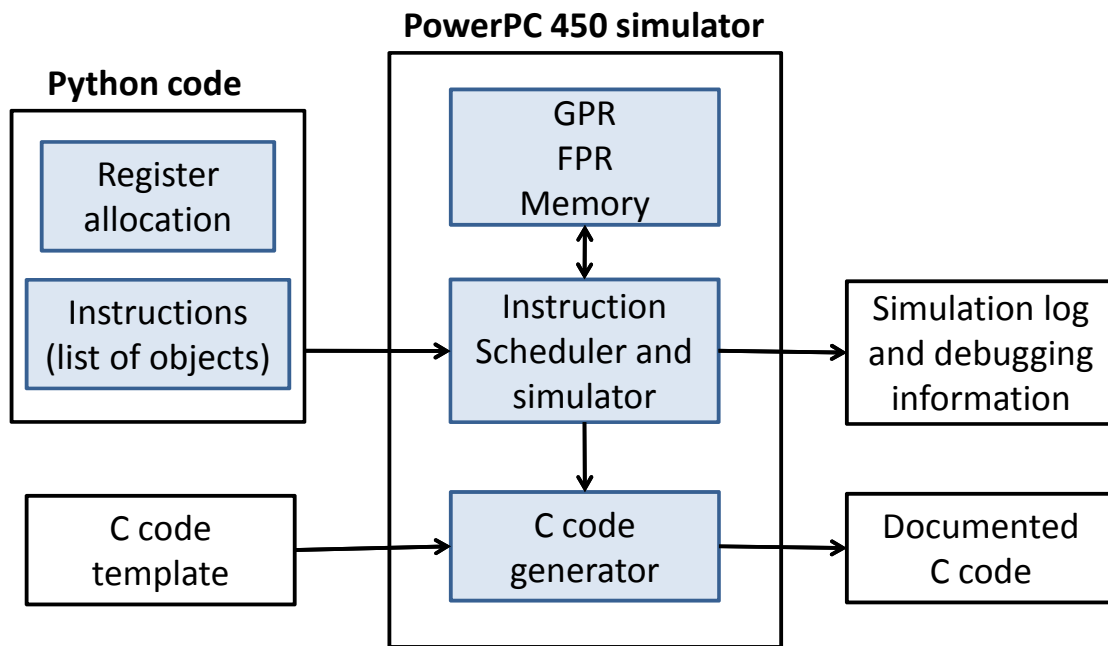 PowerPC 450 simulator
Python code
Register
allocation
Instructions
(list of objects)
GPR
FPR
Memory
Instruction
Scheduler and
simulator
Simulation log
and debugging
information
C code
template
C code
generator
Documented
C code